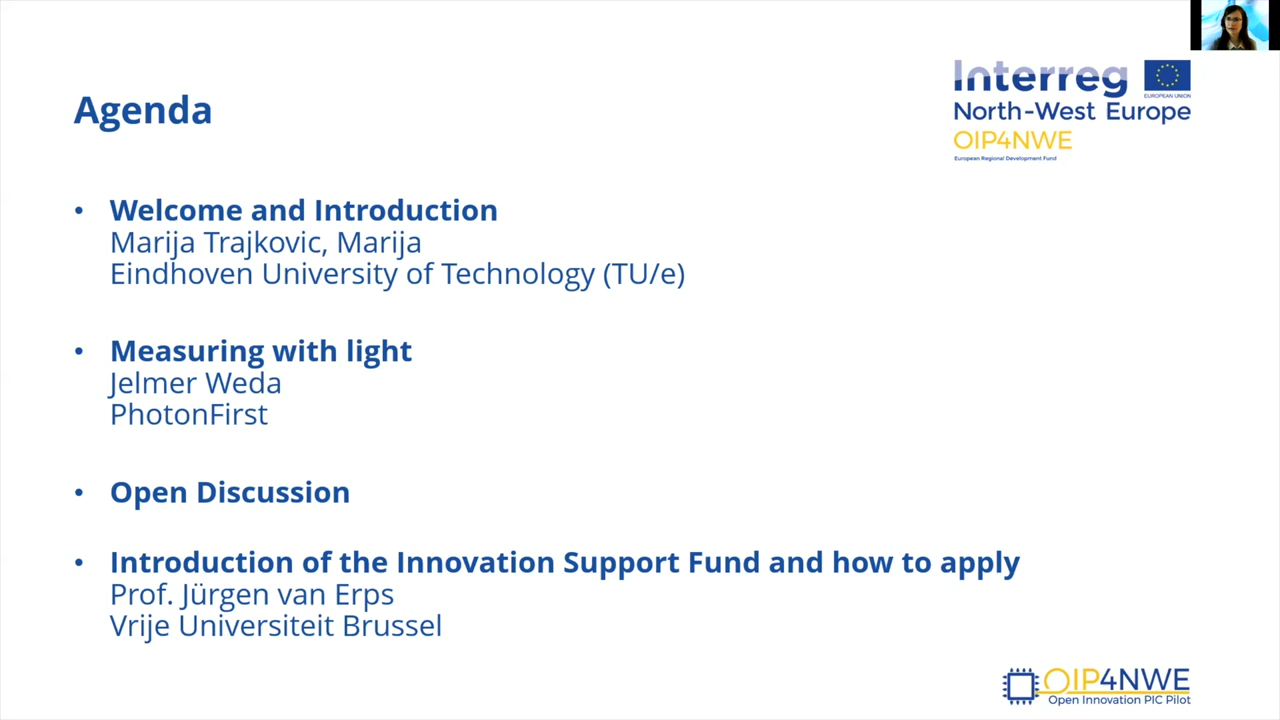 Interreg
EUROPEAN UNION
North-West Europe
OIP4NWE
European Regional Development Fund
Agenda
• Welcome and Introduction
Marija Trajkovic, Marija
Eindhoven University of Technology (TU/e)
• Measuring with light
Jelmer Weda
PhotonFirst
• Open Discussion
• Introduction of the Innovation Support Fund and how to apply
Prof. Jürgen van Erps
Vrije Universiteit Brussel
OIP4NWE
Open Innovation PIC Pilot